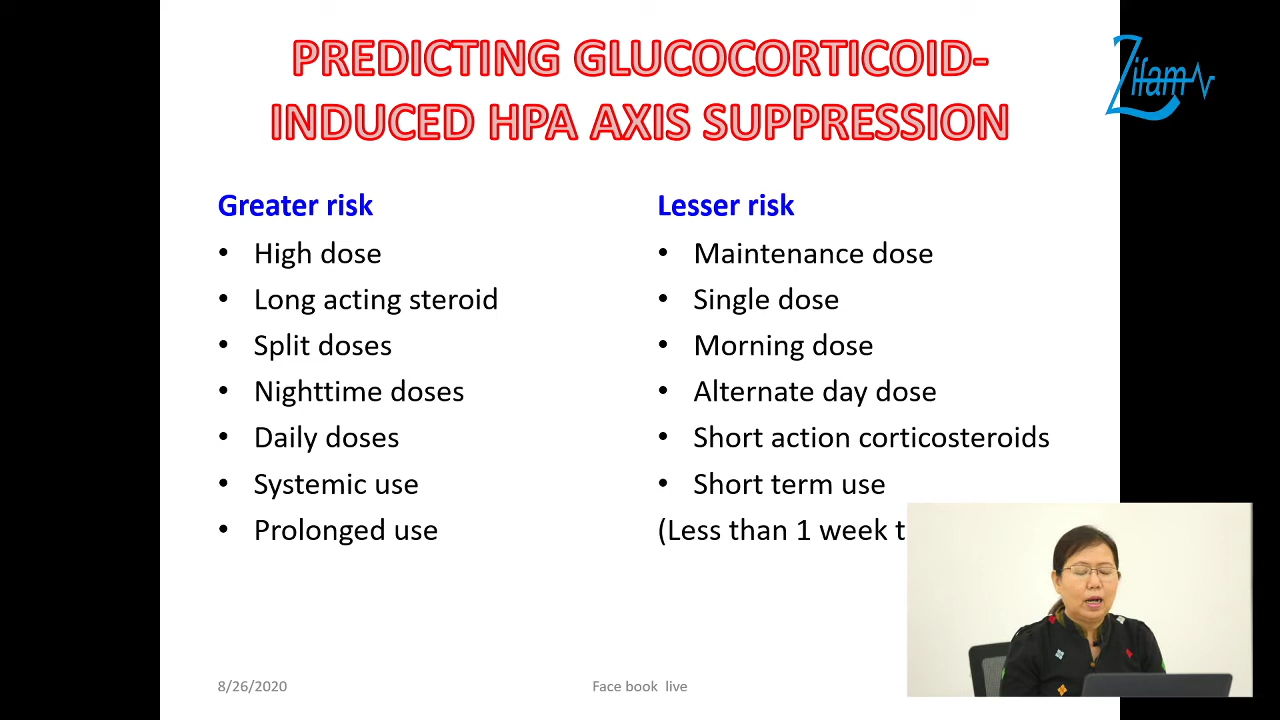 PREDICTING GLUCOCORTICOID-
INDUCED HPA AXIS SUPPRESSION
Zifam
Greater risk
• High dose
• Long acting steroid
• Split doses
• Nighttime doses
• Daily doses
• Systemic use
• Prolonged use
Lesser risk
• Maintenance dose
• Single dose
• Morning dose
• Alternate day dose
• Short action corticosteroids
• Short term use
(Less than 1 week
8/26/2020
Face book live